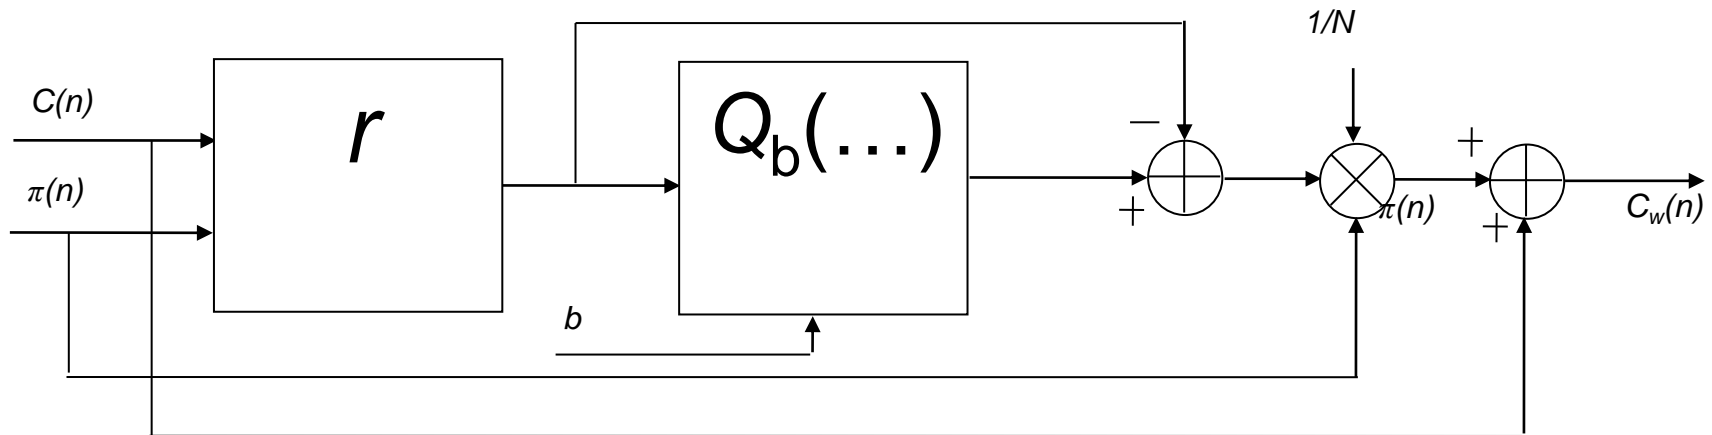 1/N
C(n)
r
Q_b(...)
−
π(n)
+
π(n)
+
+
C_w(n)
b